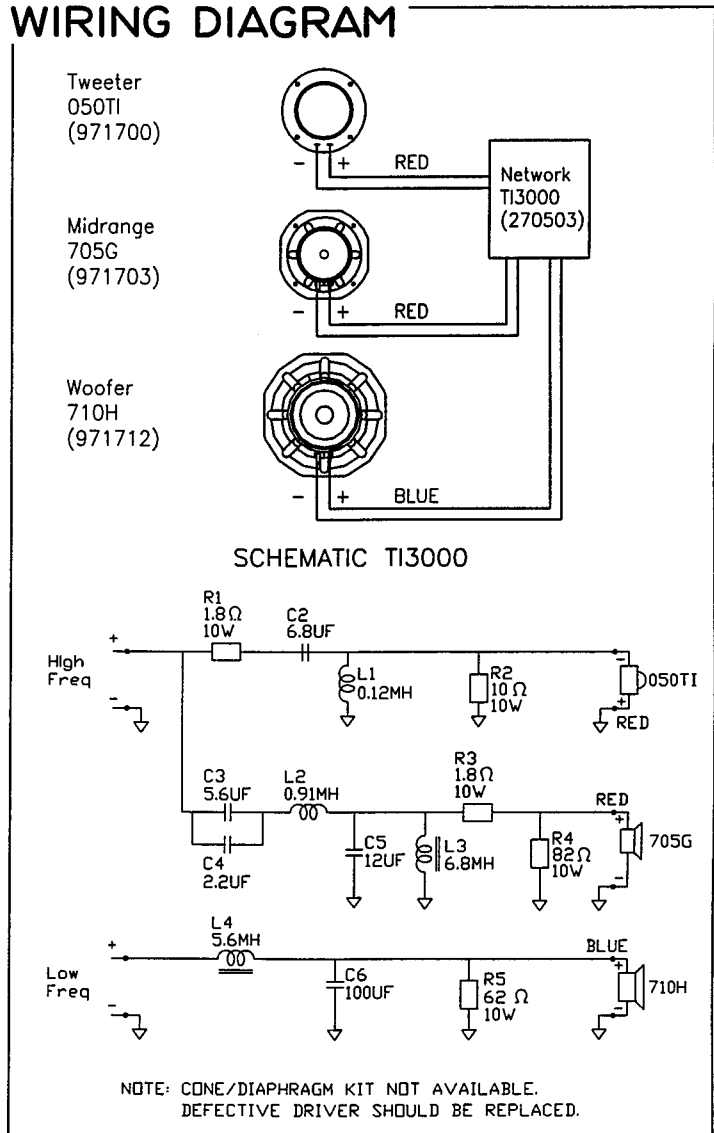 WIRING DIAGRAM
Tweeter
050TI
(971700)
- + RED
Network
TI3000
(270503)
Midrange
705G
(971703)
- + RED
Woofer
710H
(971712)
- + BLUE
SCHEMATIC TI3000
High
Freq
+
-
R1
1.8Ω
10W
C2
6.8UF
L1
0.12MH
R2
10Ω
10W
-
050TI
+
RED
C3
5.6UF
C4
2.2UF
L2
0.91MH
C5
12UF
L3
6.8MH
R3
1.8Ω
10W
R4
82Ω
10W
RED
+
705G
-
Low
Freq
+
-
L4
5.6MH
C6
100UF
R5
62 Ω
10W
BLUE
+
710H
-
NOTE: CONE/DIAPHRAGM KIT NOT AVAILABLE.
DEFECTIVE DRIVER SHOULD BE REPLACED.